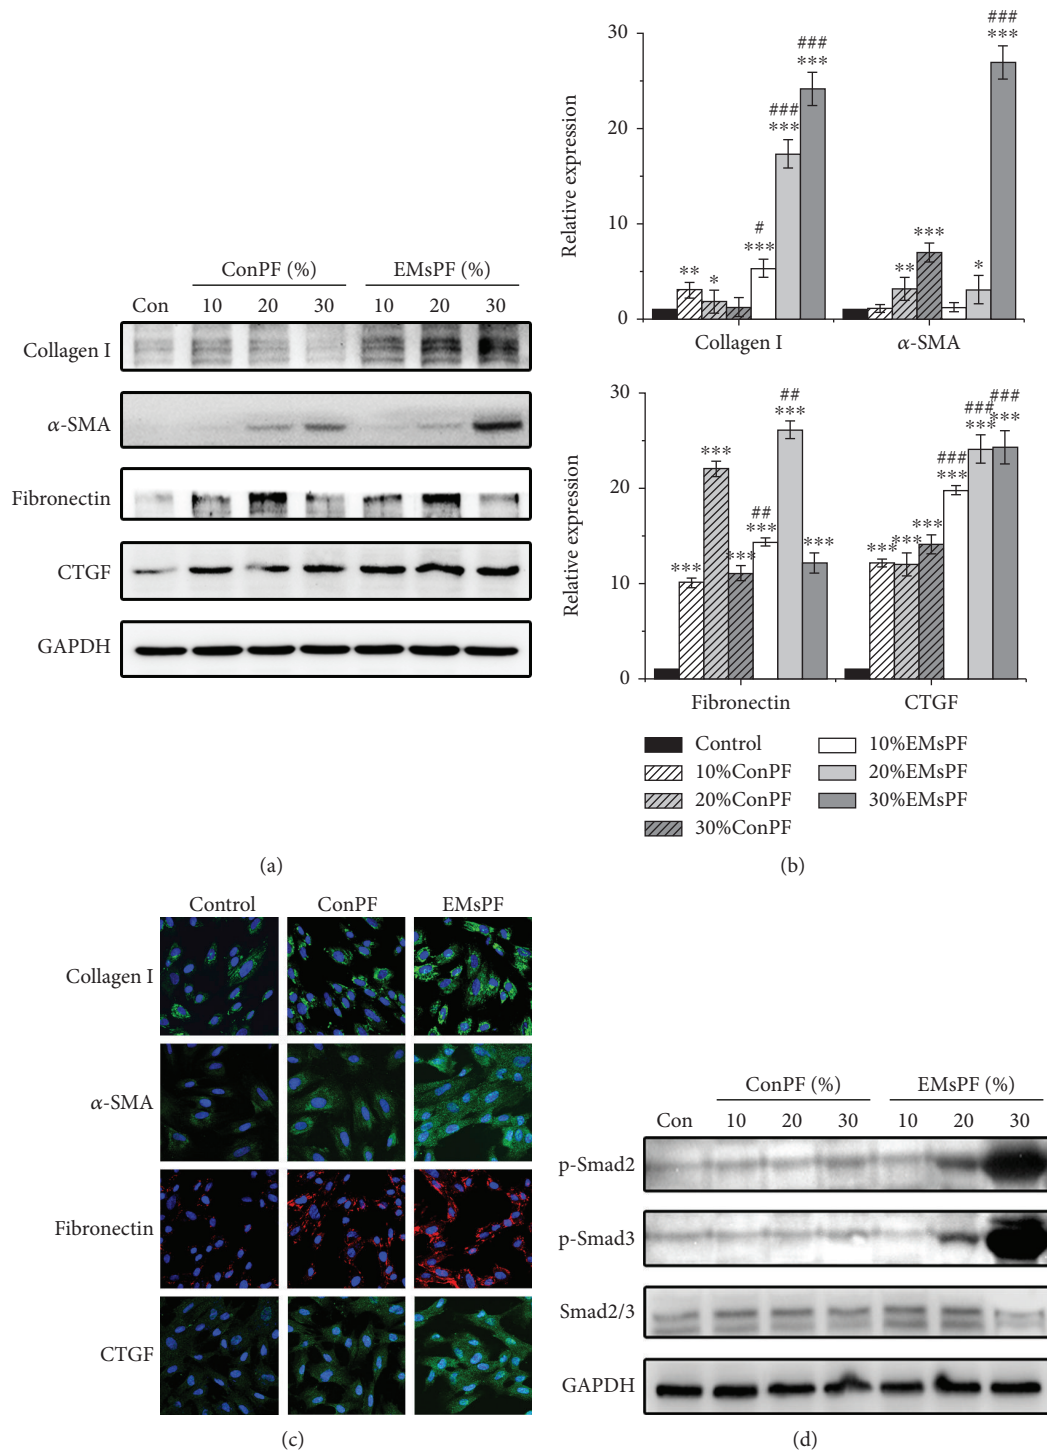 ConPF (%) EMsPF (%)
Con 10 20 30 10 20 30
Collagen I
α-SMA
Fibronectin
CTGF
GAPDH
(a)
30
20
10
0
Relative expression
** * *** # *** ### *** ###
** *** * *** ###
Collagen I α-SMA
30
20
10
0
Relative expression
*** *** *** *** ## *** ## ***
*** *** *** *** ### *** ### *** ###
Fibronectin CTGF
Control 10%EMsPF
10%ConPF 20%EMsPF
20%ConPF 30%EMsPF
30%ConPF
(b)
Control ConPF EMsPF
Collagen I
α-SMA
Fibronectin
CTGF
(c)
ConPF (%) EMsPF (%)
Con 10 20 30 10 20 30
p-Smad2
p-Smad3
Smad2/3
GAPDH
(d)